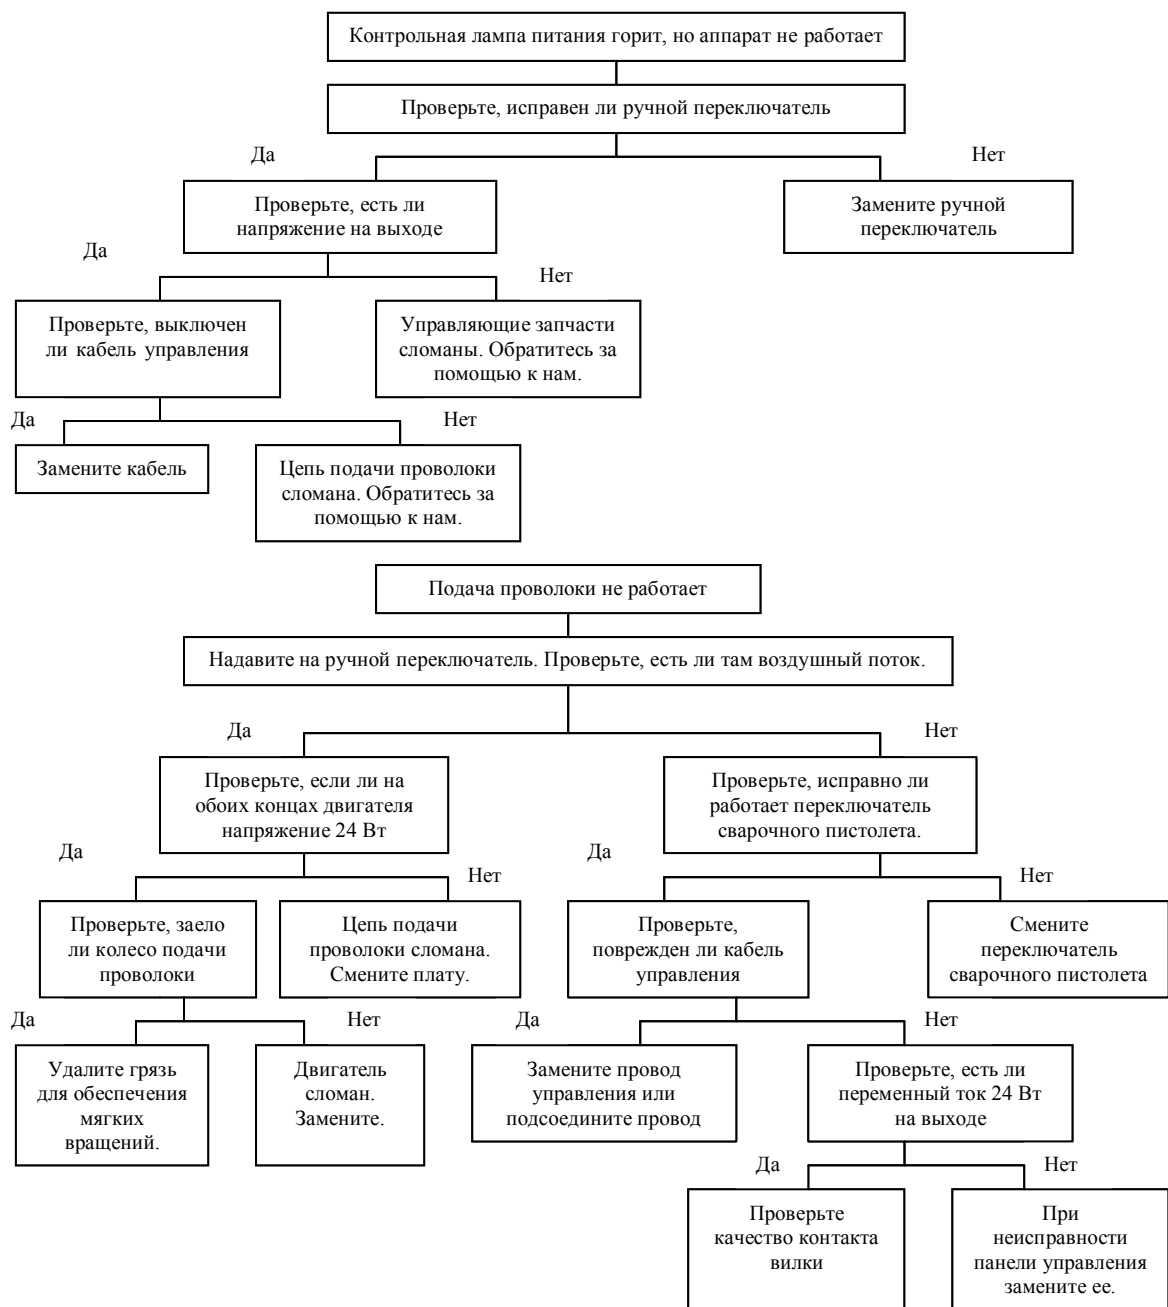 Контрольная лампа питания горит, но аппарат не работает
Проверьте, исправен ли ручной переключатель
Да
Нет
Проверьте, есть ли
напряжение на выходе
Замените ручной
переключатель
Да
Нет
Проверьте, выключен
ли кабель управления
Управляющие запчасти
сломаны. Обратитесь за
помощью к нам.
Да
Нет
Замените кабель
Цепь подачи проволоки
сломана. Обратитесь за
помощью к нам.
Подача проволоки не работает
Надавите на ручной переключатель. Проверьте, есть ли там воздушный поток.
Да
Нет
Проверьте, если ли на
обоих концах двигателя
напряжение 24 Вт
Проверьте, исправно ли
работает переключатель
сварочного пистолета.
Да
Нет
Да
Нет
Проверьте, заело
ли колесо подачи
проволоки
Цепь подачи
проволоки сломана.
Смените плату.
Проверьте,
поврежден ли кабель
управления
Смените
переключатель
сварочного пистолета
Да
Нет
Да
Нет
Удалите грязь
для обеспечения
мягких
вращений.
Двигатель
сломан.
Замените.
Замените провод
управления или
подсоедините провод
Проверьте, есть ли
переменный ток 24 Вт
на выходе
Да
Нет
Проверьте
качество контакта
вилки
При
неисправности
панели управления
замените ее.